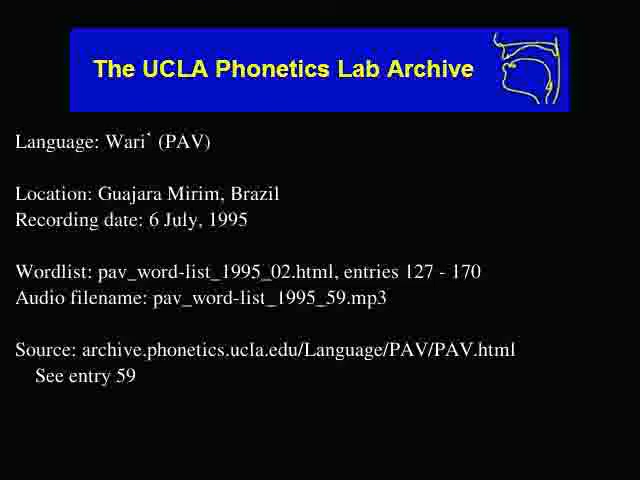 The UCLA Phonetics Lab Archive
Language: Wari` (PAV)
Location: Guajara Mirim, Brazil
Recording date: 6 July, 1995
Wordlist: pav_word-list_1995_02.html, entries 127 - 170
Audio filename: pav_word-list_1995_59.mp3
Source: archive.phonetics.ucla.edu/Language/PAV/PAV.html
See entry 59